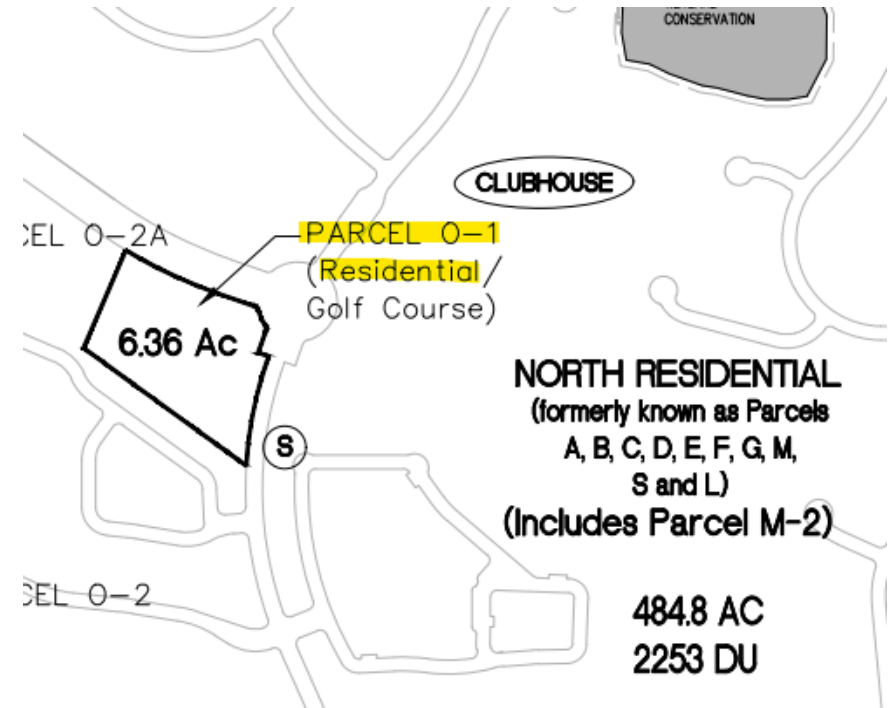 CONSERVATION
CLUBHOUSE
CEL O-2A
PARCEL O-1
(Residential/
Golf Course)
6.36 Ac
NORTH RESIDENTIAL
(formerly known as Parcels
A, B, C, D, E, F, G, M,
S and L)
(Includes Parcel M-2)
S
CEL O-2
484.8 AC
2253 DU